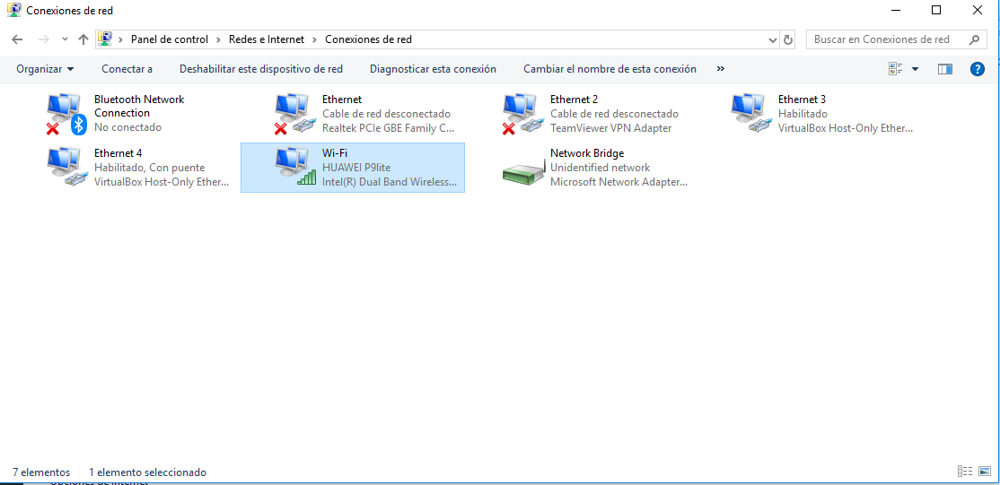 Conexiones de red
Panel de control > Redes e Internet > Conexiones de red
Buscar en Conexiones de red
Organizar
Conectar a
Deshabilitar este dispositivo de red
Diagnosticar esta conexión
Cambiar el nombre de esta conexión
»
Bluetooth Network
Connection
No conectado
Ethernet
Cable de red desconectado
Realtek PCIe GBE Family C...
Ethernet 2
Cable de red desconectado
TeamViewer VPN Adapter
Ethernet 3
Habilitado
VirtualBox Host-Only Ether...
Ethernet 4
Habilitado, Con puente
VirtualBox Host-Only Ether...
Wi-Fi
HUAWEI P9lite
Intel(R) Dual Band Wireless...
Network Bridge
Unidentified network
Microsoft Network Adapter...
7 elementos
1 elemento seleccionado
Opciones de Internet